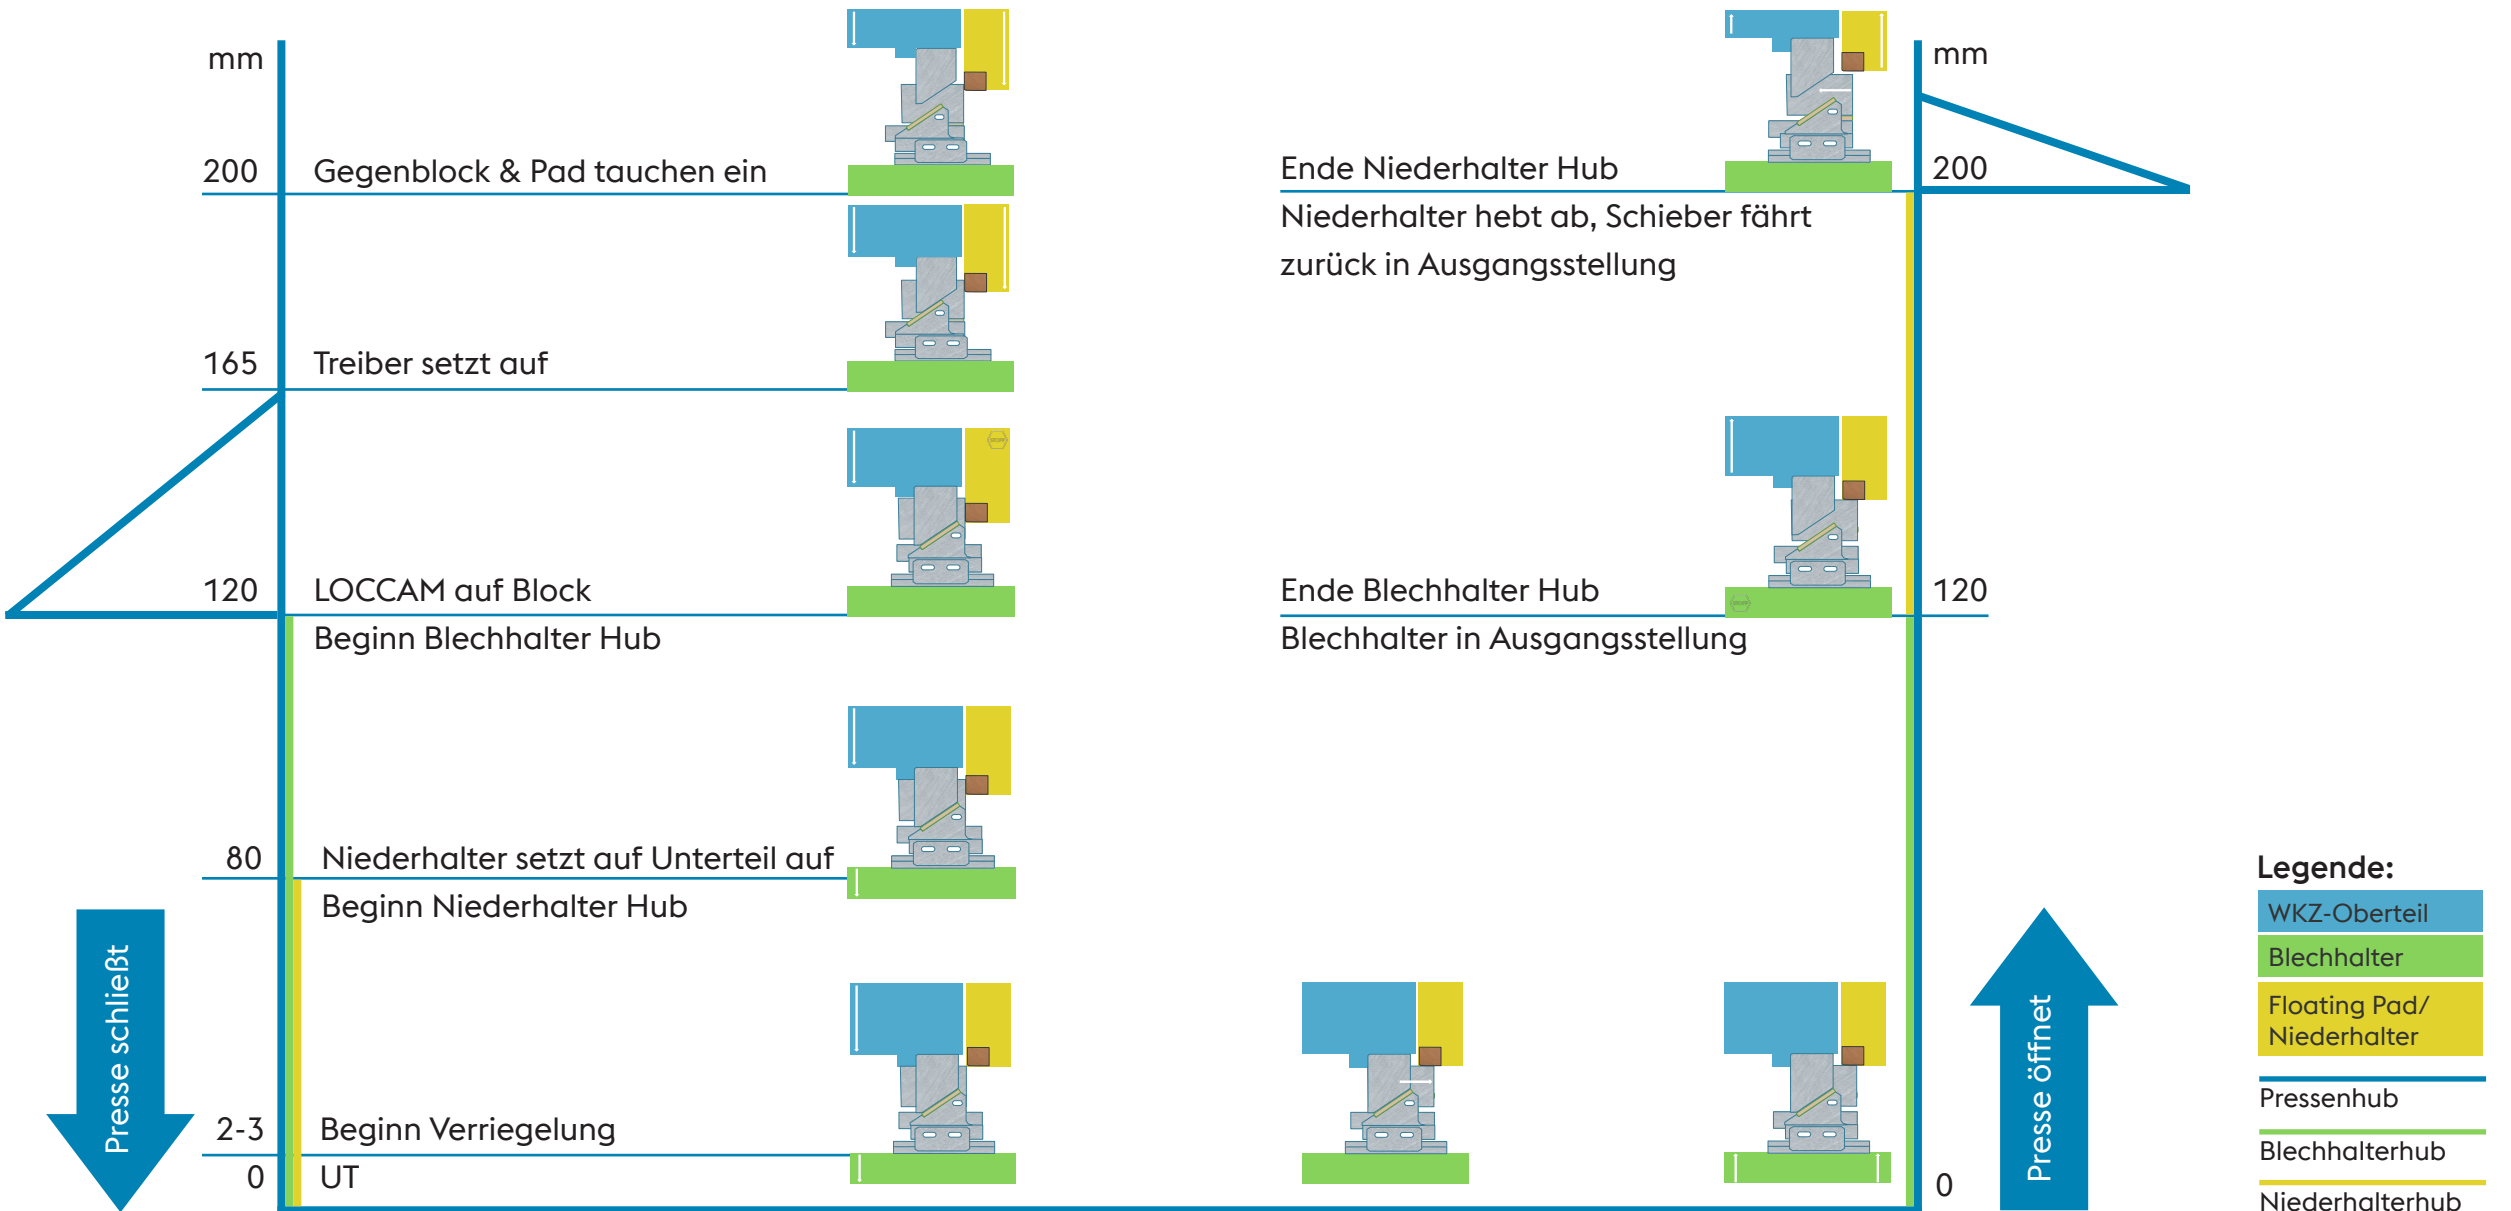 mm
200
Gegenblock & Pad tauchen ein
165
Treiber setzt auf
120
LOCCAM auf Block
Beginn Blechhalter Hub
80
Niederhalter setzt auf Unterteil auf
Beginn Niederhalter Hub
2-3
Beginn Verriegelung
0
UT
Presse schließt
mm
200
Ende Niederhalter Hub
Niederhalter hebt ab, Schieber fährt
zurück in Ausgangsstellung
120
Ende Blechhalter Hub
Blechhalter in Ausgangsstellung
0
Presse öffnet
Legende:
WKZ-Oberteil
Blechhalter
Floating Pad/
Niederhalter
Pressenhub
Blechhalterhub
Niederhalterhub